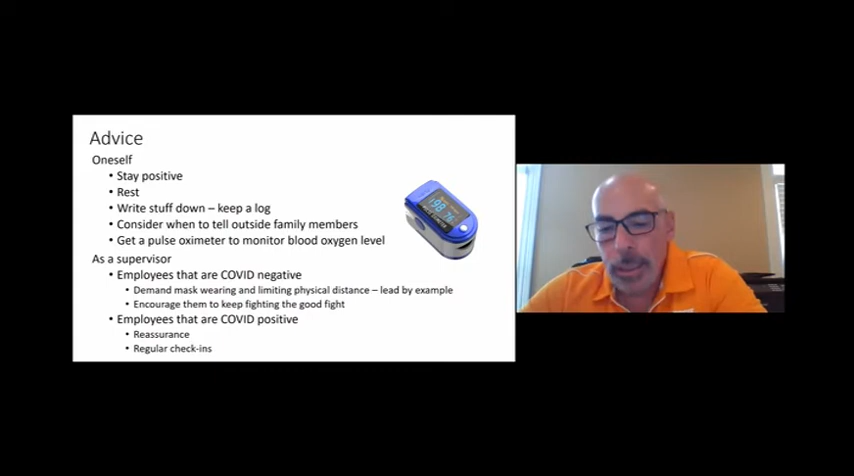 Advice
Oneself
• Stay positive
• Rest
• Write stuff down – keep a log
• Consider when to tell outside family members
• Get a pulse oximeter to monitor blood oxygen level
As a supervisor
• Employees that are COVID negative
• Demand mask wearing and limiting physical distance – lead by example
• Encourage them to keep fighting the good fight
• Employees that are COVID positive
• Reassurance
• Regular check-ins